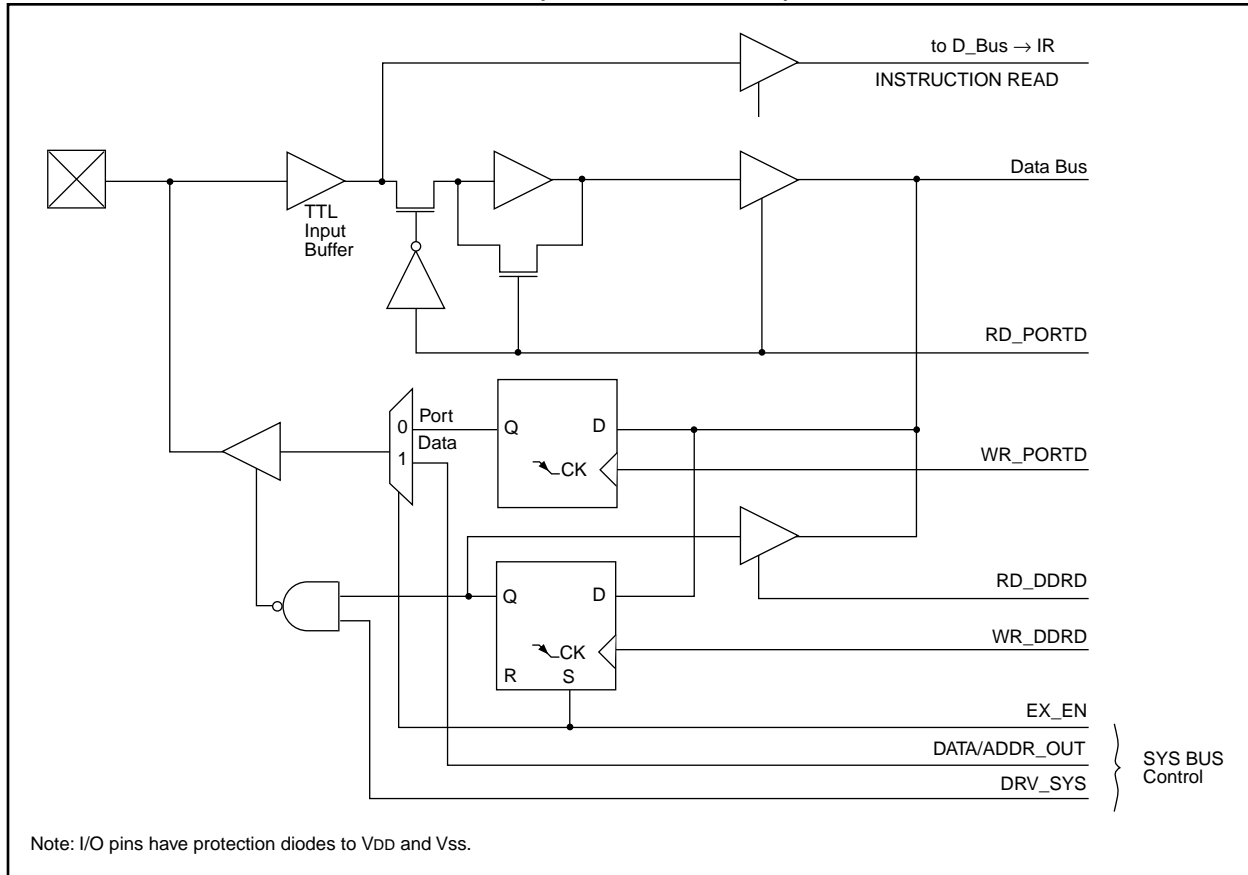 to D_Bus → IR
INSTRUCTION READ
Data Bus
TTL
Input
Buffer
RD_PORTD
0
Port
Data
1
Q
D
CK
WR_PORTD
RD_DDRD
Q
D
CK
R
S
WR_DDRD
EX_EN
DATA/ADDR_OUT
DRV_SYS
SYS BUS
Control
Note: I/O pins have protection diodes to VDD and Vss.